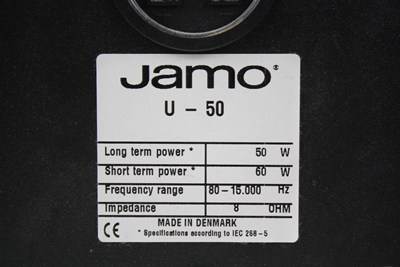 Jamo®
U - 50
Long term power * 50 W
Short term power * 60 W
Frequency range 80-15.000 Hz
Impedance 8 OHM
MADE IN DENMARK
CE * Specifications according to IEC 268-5